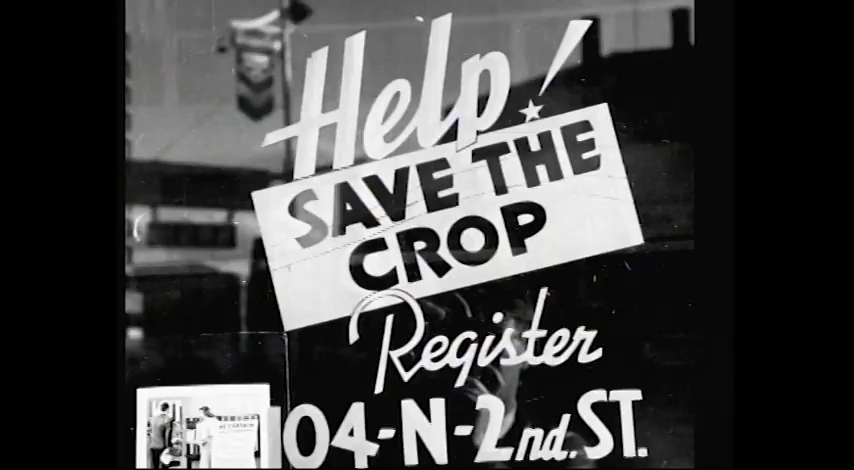 Help!
SAVE THE
CROP
Register
104-N-2nd. ST.